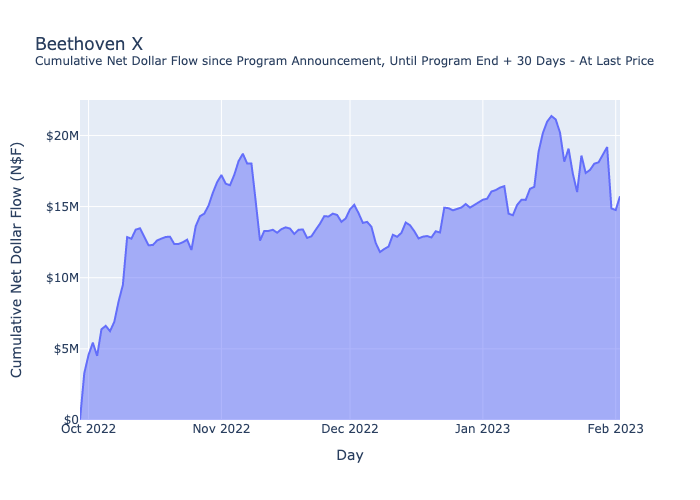 Beethoven X
Cumulative Net Dollar Flow since Program Announcement, Until Program End + 30 Days - At Last Price
Cumulative Net Dollar Flow (N$F)
$20M
$15M
$10M
$5M
$0
Oct 2022 Nov 2022 Dec 2022 Jan 2023 Feb 2023
Day